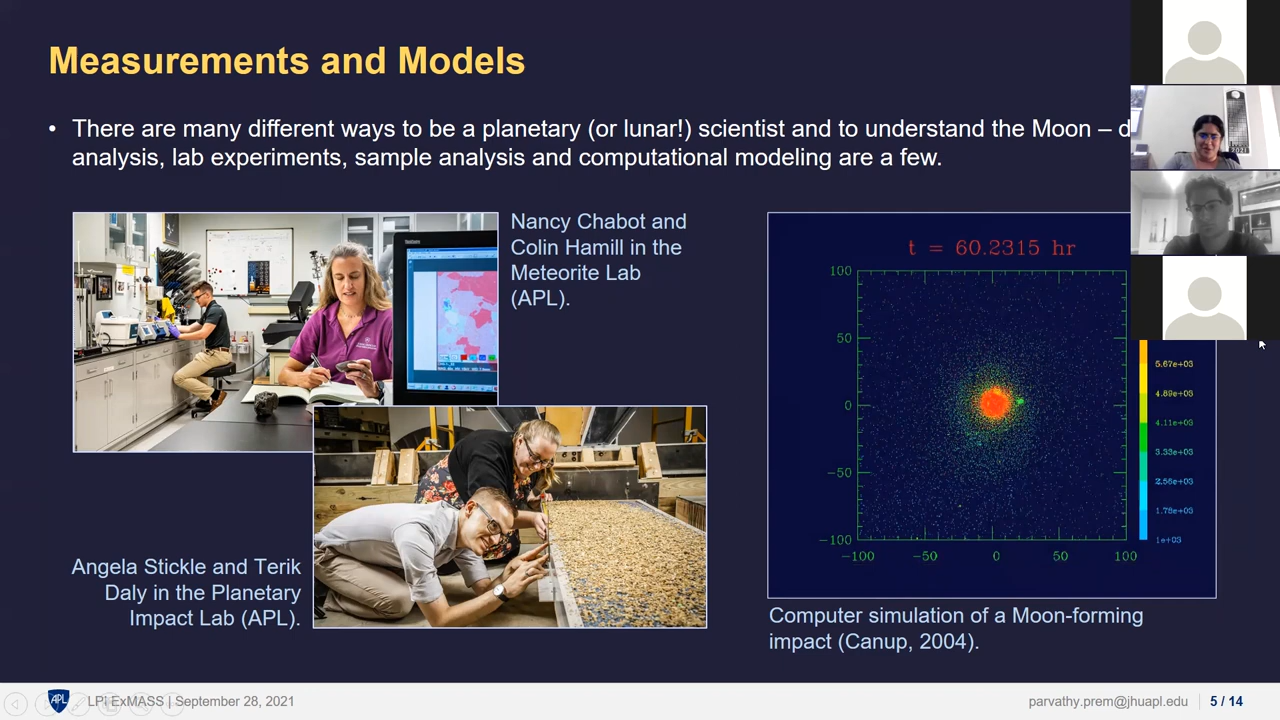 Measurements and Models
• There are many different ways to be a planetary (or lunar!) scientist and to understand the Moon – d
analysis, lab experiments, sample analysis and computational modeling are a few.
Nancy Chabot and
Colin Hamill in the
Meteorite Lab
(APL).
Angela Stickle and Terik
Daly in the Planetary
Impact Lab (APL).
t = 60.2315 hr
100
50
0
−50
−100
−100 −50 0 50 100
5.67e+03
4.89e+03
4.11e+03
3.33e+03
2.56e+03
1.78e+03
1e+03
Computer simulation of a Moon-forming
impact (Canup, 2004).
APL
LPI ExMASS | September 28, 2021
parvathy.prem@jhuapl.edu
5 / 14